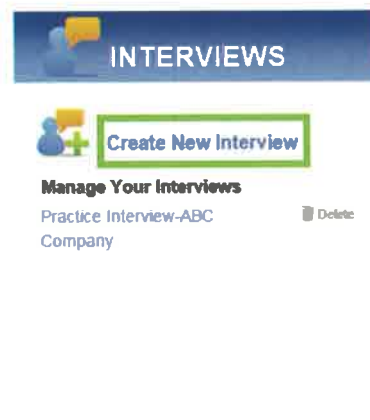 INTERVIEWS
Create New Interview
Manage Your Interviews
Practice Interview-ABC
Delete
Company